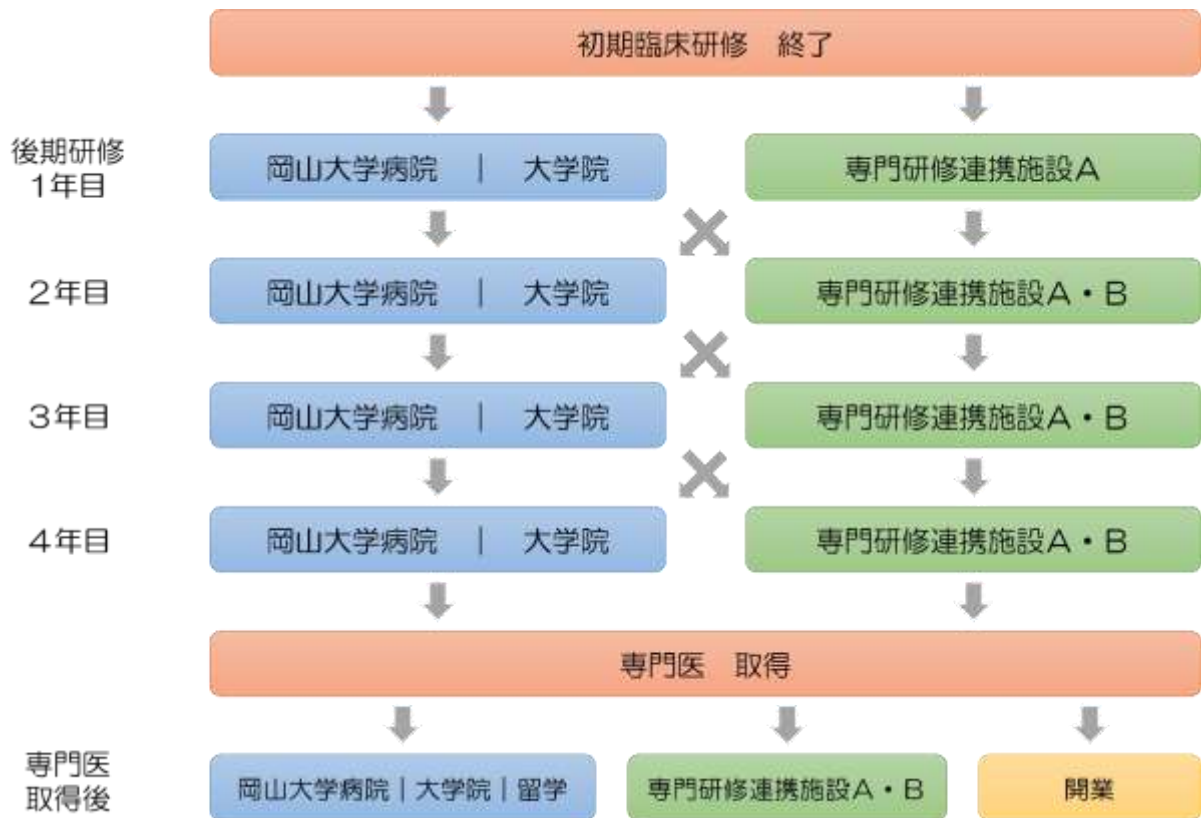 初期臨床研修　終了
後期研修
1年目
岡山大学病院　|　大学院
専門研修連携施設A
2年目
岡山大学病院　|　大学院
専門研修連携施設A・B
3年目
岡山大学病院　|　大学院
専門研修連携施設A・B
4年目
岡山大学病院　|　大学院
専門研修連携施設A・B
専門医　取得
専門医
取得後
岡山大学病院｜大学院｜留学
専門研修連携施設A・B
開業